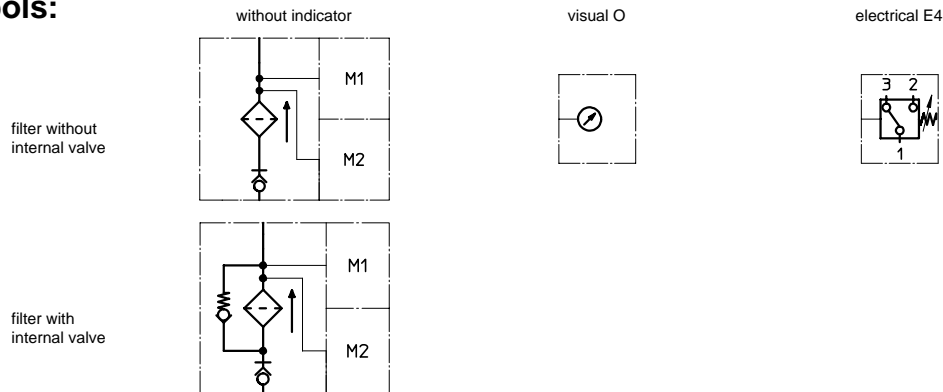 ols:
without indicator
visual O
electrical E4
M1
3 2
filter without
internal valve
M2
1
M1
filter with
internal valve
M2